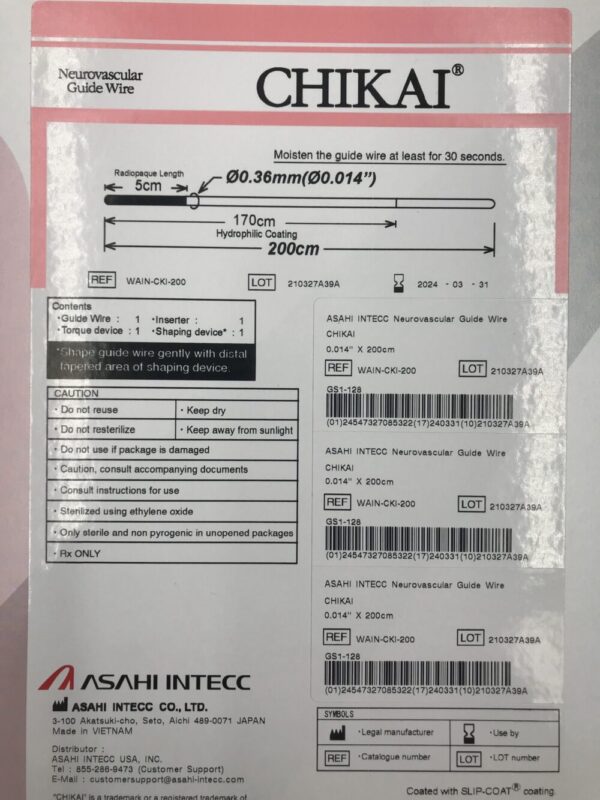 Neurovascular
Guide Wire
CHIKAI®
Moisten the guide wire at least for 30 seconds.
Radiopaque Length
5cm
Ø0.36mm(Ø0.014")
170cm
Hydrophilic Coating
200cm
REF WAIN-CKI-200 LOT 210327A39A 2024 - 03 - 31
Contents
・Guide Wire : 1 ・Inserter : 1
・Torque device : 1 ・Shaping device* : 1
*Shape guide wire gently with distal
tapered area of shaping device.
CAUTION
・Do not reuse ・Keep dry
・Do not resterilize ・Keep away from sunlight
・Do not use if package is damaged
・Caution, consult accompanying documents
・Consult instructions for use
・Sterilized using ethylene oxide
・Only sterile and non pyrogenic in unopened packages
・Rx ONLY
ASAHI INTECC Neurovascular Guide Wire
CHIKAI
0.014" X 200cm
REF WAIN-CKI-200 LOT 210327A39A
GS1-128
(01)24547327085322(17)240331(10)210327A39A
ASAHI INTECC Neurovascular Guide Wire
CHIKAI
0.014" X 200cm
REF WAIN-CKI-200 LOT 210327A39A
GS1-128
(01)24547327085322(17)240331(10)210327A39A
ASAHI INTECC Neurovascular Guide Wire
CHIKAI
0.014" X 200cm
REF WAIN-CKI-200 LOT 210327A39A
GS1-128
(01)24547327085322(17)240331(10)210327A39A
ASAHI INTECC
ASAHI INTECC CO., LTD.
3-100 Akatsuki-cho, Seto, Aichi 489-0071 JAPAN
Made in VIETNAM
Distributor :
ASAHI INTECC USA, INC.
Tel : 855-286-9473 (Customer Support)
E-Mail : customersupport@asahi-intecc.com
"CHIKAI" is a trademark or a registered trademark of
SYMBOLS
・Legal manufacturer ・Use by
REF ・Catalogue number LOT ・LOT number
Coated with SLIP-COAT® coating.